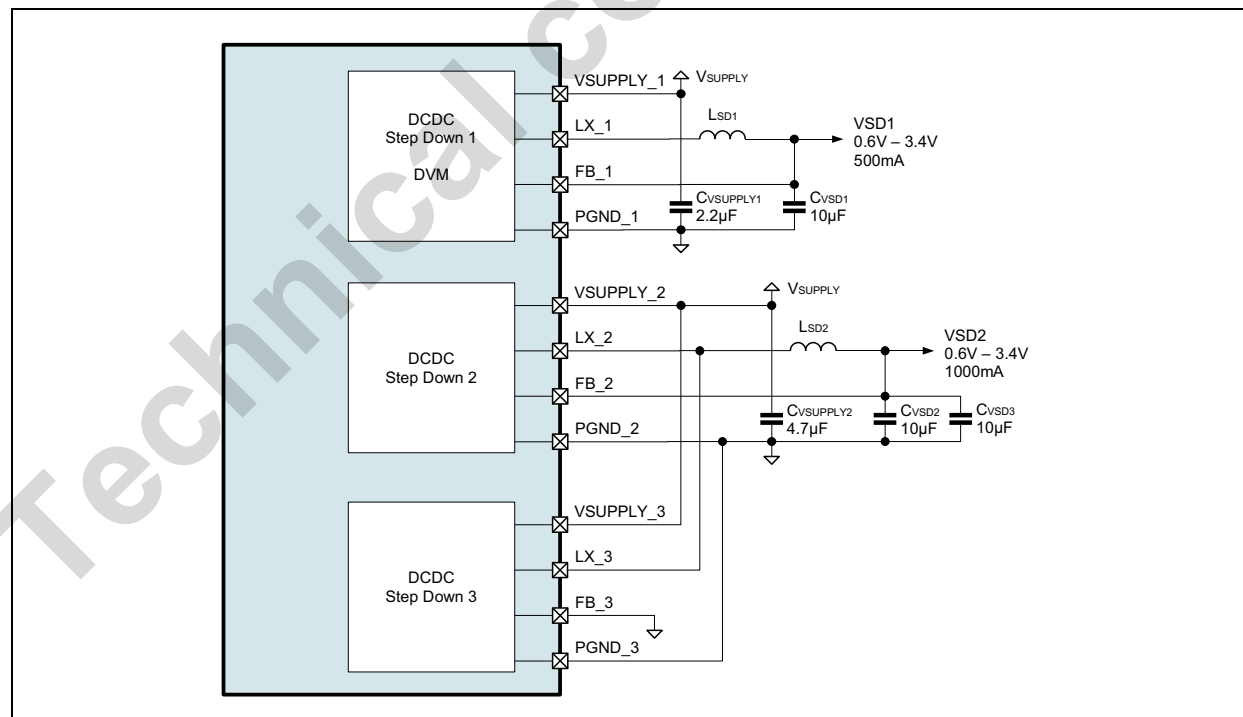 VSUPPLY_1
VSUPPLY
DCDC
Step Down 1
DVM
LX_1
LSD1
VSD1
0.6V – 3.4V
500mA
FB_1
CVSUPPLY1
2.2µF
CVSD1
10µF
PGND_1
VSUPPLY_2
VSUPPLY
DCDC
Step Down 2
LX_2
LSD2
VSD2
0.6V – 3.4V
1000mA
FB_2
CVSUPPLY2
4.7µF
CVSD2
10µF
CVSD3
10µF
PGND_2
VSUPPLY_3
DCDC
Step Down 3
LX_3
FB_3
PGND_3
Technical co